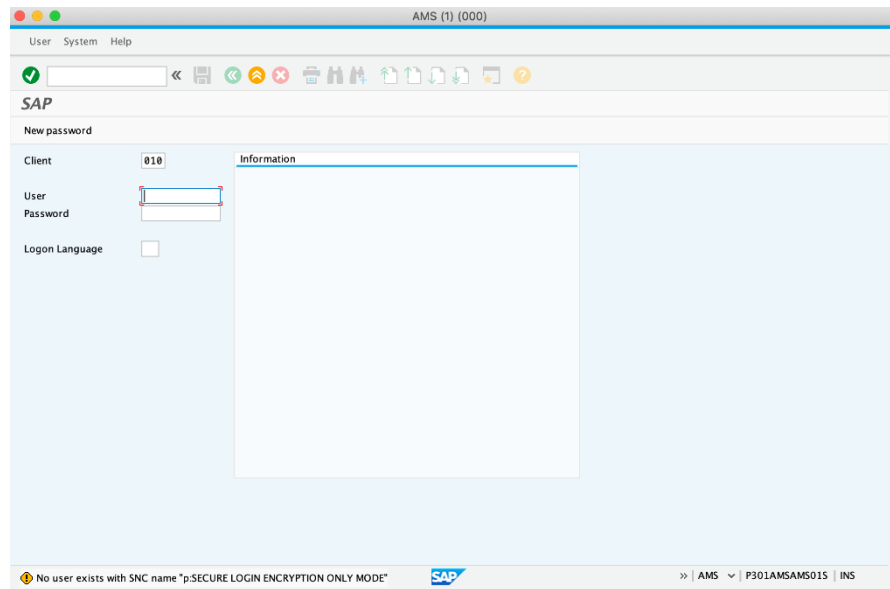 AMS (1) (000)
User System Help
SAP
New password
Client 010 Information
User
Password
Logon Language
No user exists with SNC name "p:SECURE LOGIN ENCRYPTION ONLY MODE" SAP » AMS P301AMSAMS01S INS